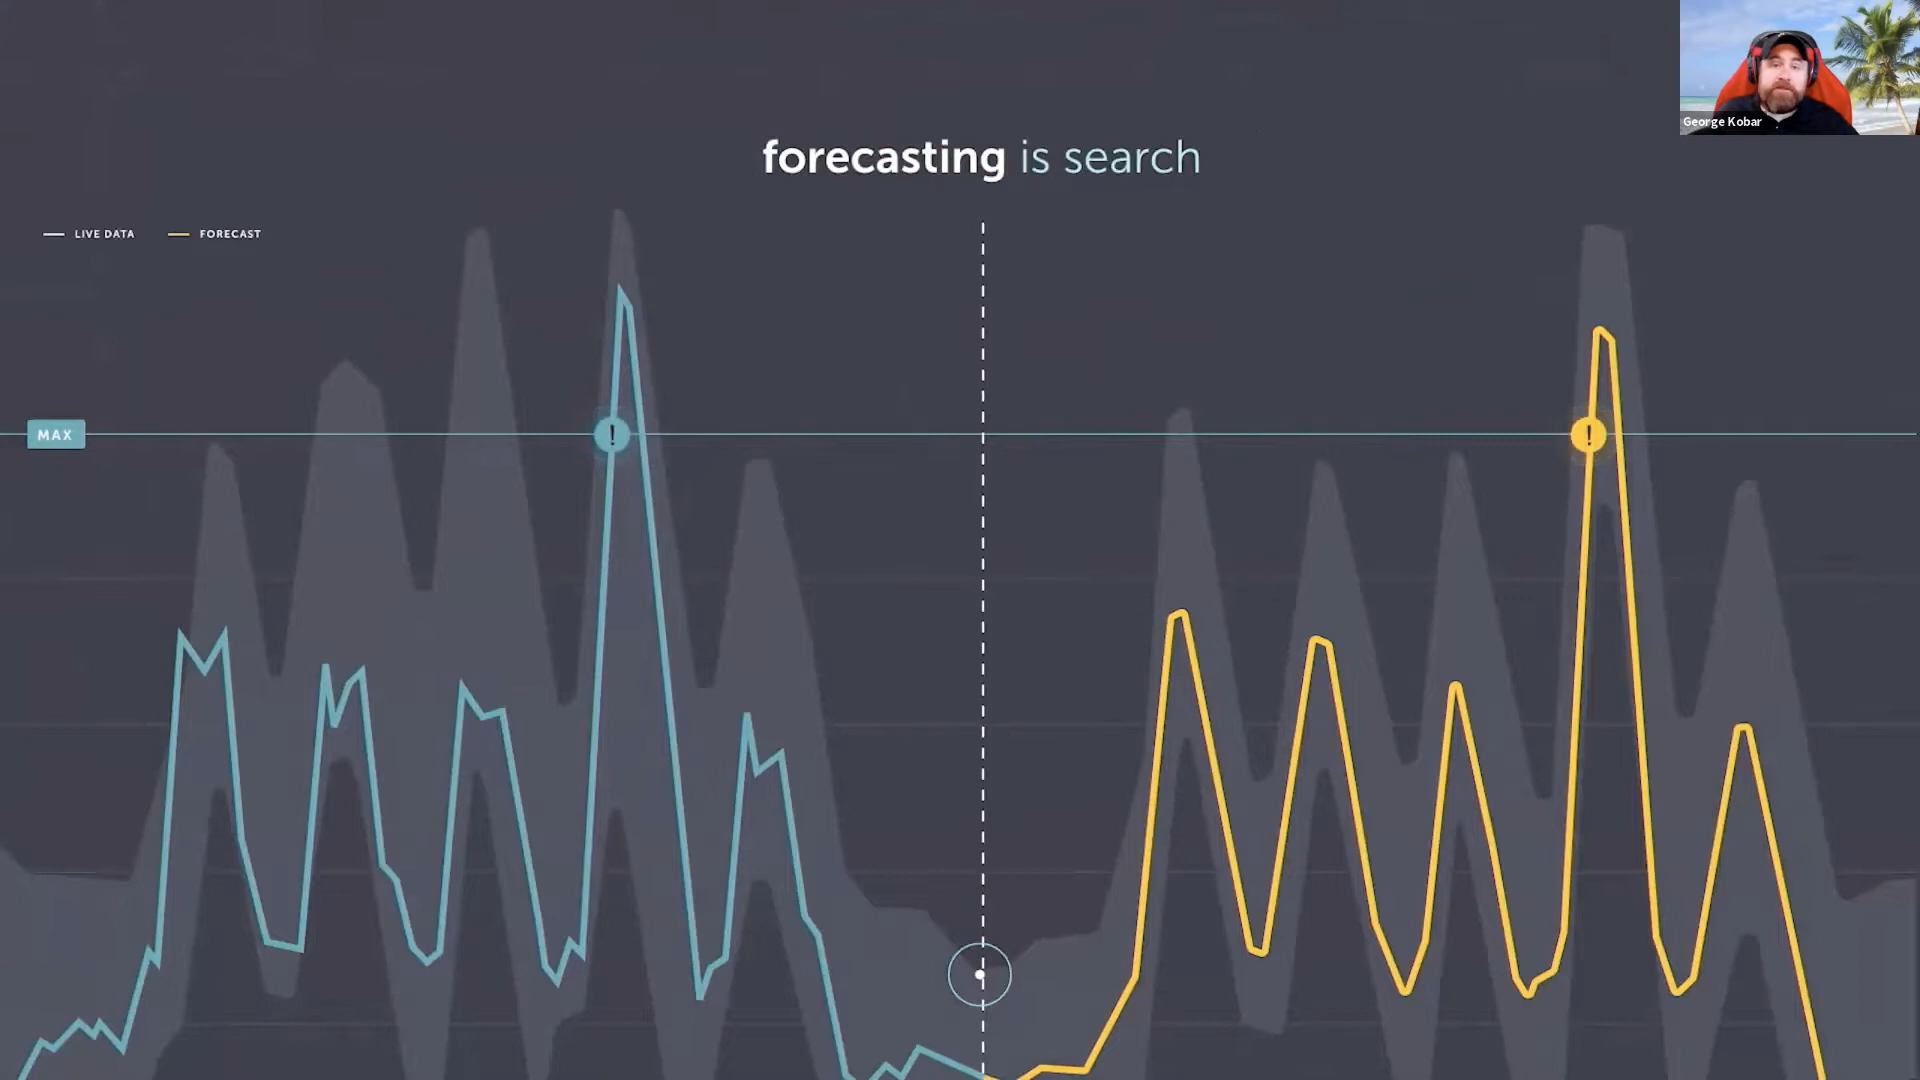 George Kobar
forecasting is search
LIVE DATA FORECAST
MAX
!
!